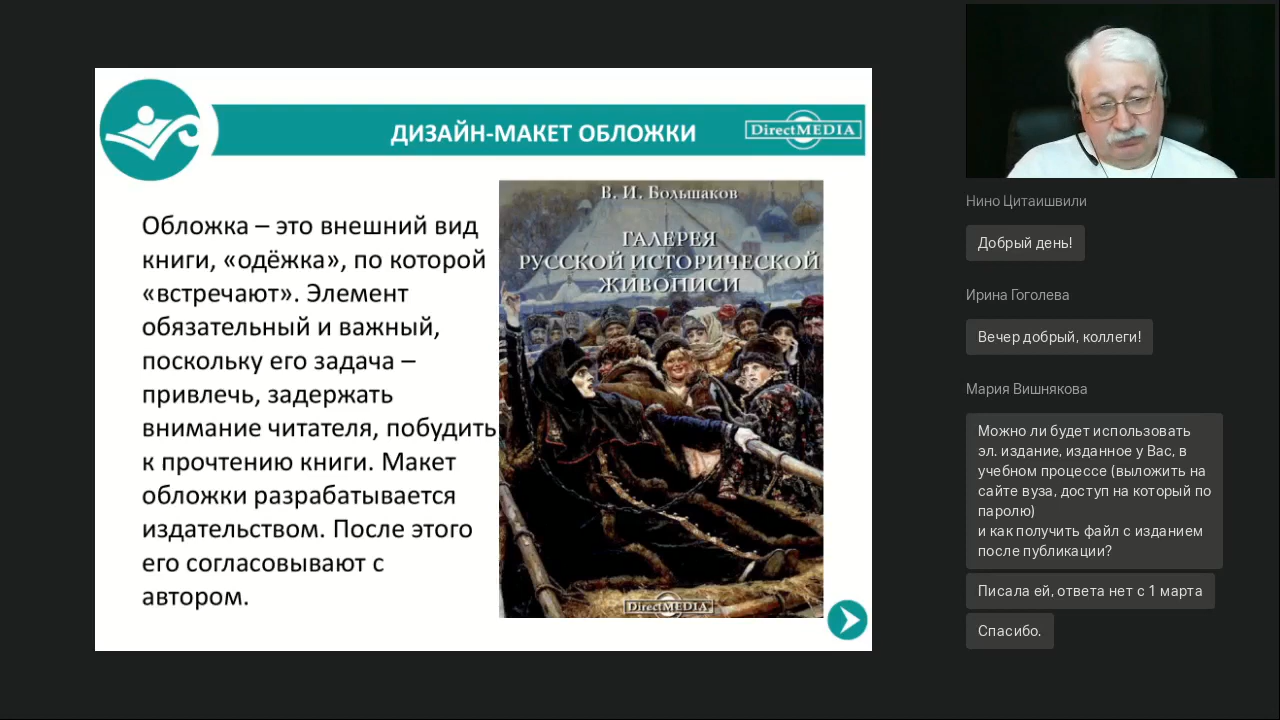 ДИЗАЙН-МАКЕТ ОБЛОЖКИ
DirectMEDIA
Обложка – это внешний вид
книги, «одёжка», по которой
«встречают». Элемент
обязательный и важный,
поскольку его задача –
привлечь, задержать
внимание читателя, побудить
к прочтению книги. Макет
обложки разрабатывается
издательством. После этого
его согласовывают с
автором.
В. И. Большаков
ГАЛЕРЕЯ
РУССКОЙ ИСТОРИЧЕСКОЙ
ЖИВОПИСИ
DirectMEDIA
Нино Цитаишвили
Добрый день!
Ирина Гоголева
Вечер добрый, коллеги!
Мария Вишнякова
Можно ли будет использовать
эл. издание, изданное у Вас, в
учебном процессе (выложить на
сайте вуза, доступ на который по
паролю)
и как получить файл с изданием
после публикации?
Писала ей, ответа нет с 1 марта
Спасибо.